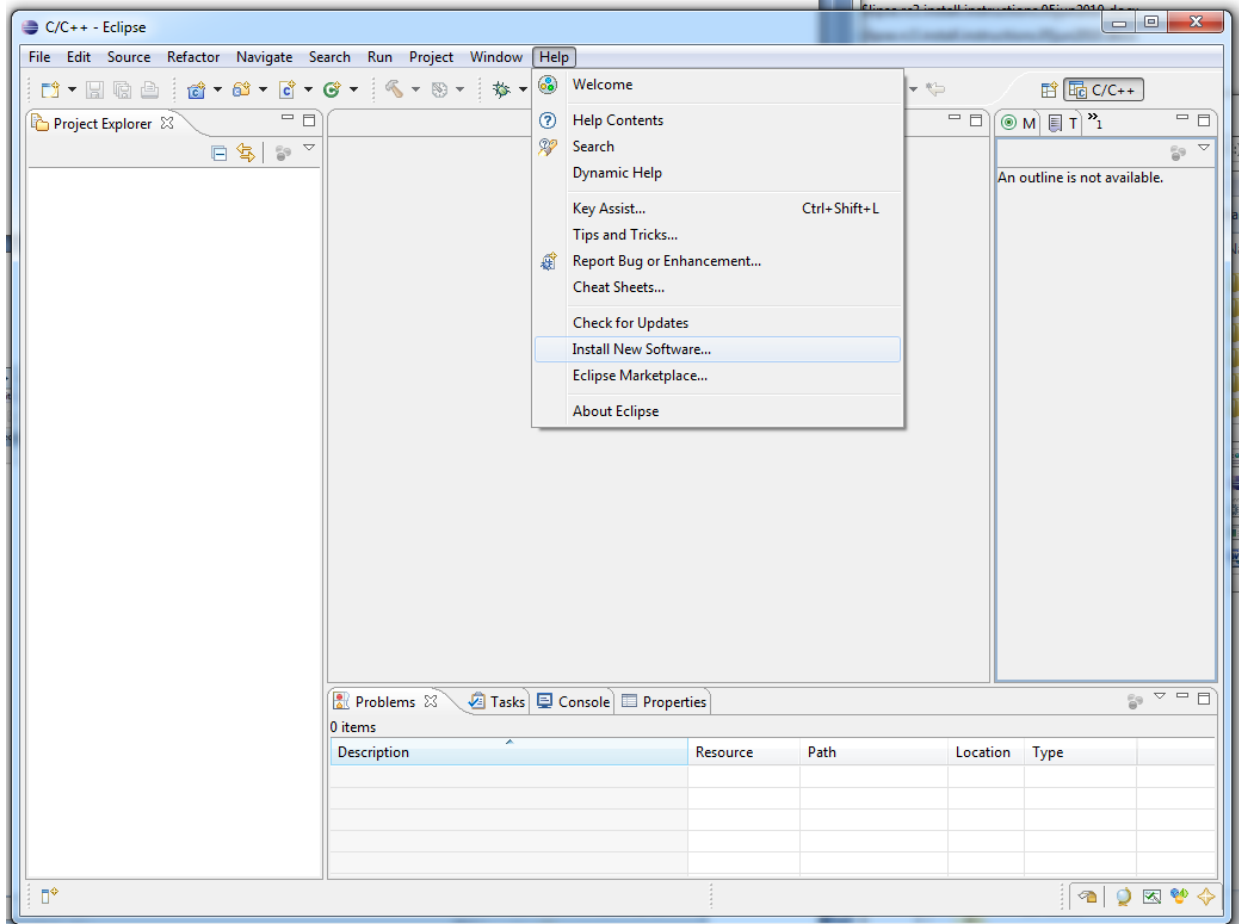 C/C++ - Eclipse
File Edit Source Refactor Navigate Search Run Project Window Help
C/C++
Project Explorer
Welcome
Help Contents
Search
Dynamic Help
Key Assist... Ctrl+Shift+L
Tips and Tricks...
Report Bug or Enhancement...
Cheat Sheets...
Check for Updates
Install New Software...
Eclipse Marketplace...
About Eclipse
M T »1
An outline is not available.
Problems Tasks Console Properties
0 items
Description Resource Path Location Type